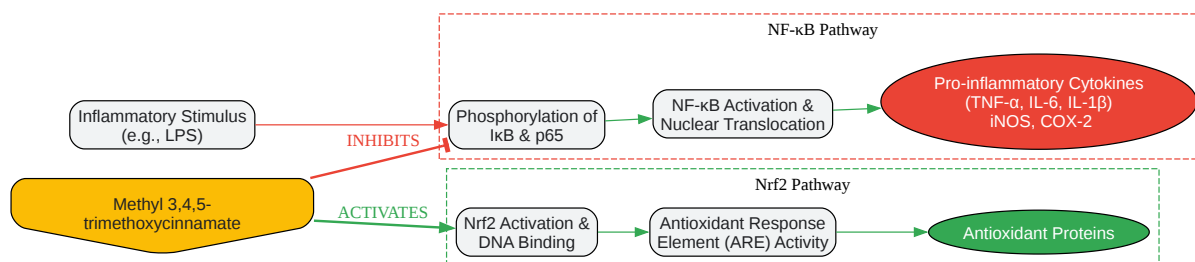 NF-κB Pathway
Inflammatory Stimulus
(e.g., LPS)
INHIBITS
Phosphorylation of
IκB & p65
NF-κB Activation &
Nuclear Translocation
Pro-inflammatory Cytokines
(TNF-α, IL-6, IL-1β)
iNOS, COX-2
Methyl 3,4,5-
trimethoxycinnamate
ACTIVATES
Nrf2 Pathway
Nrf2 Activation &
DNA Binding
Antioxidant Response
Element (ARE) Activity
Antioxidant Proteins